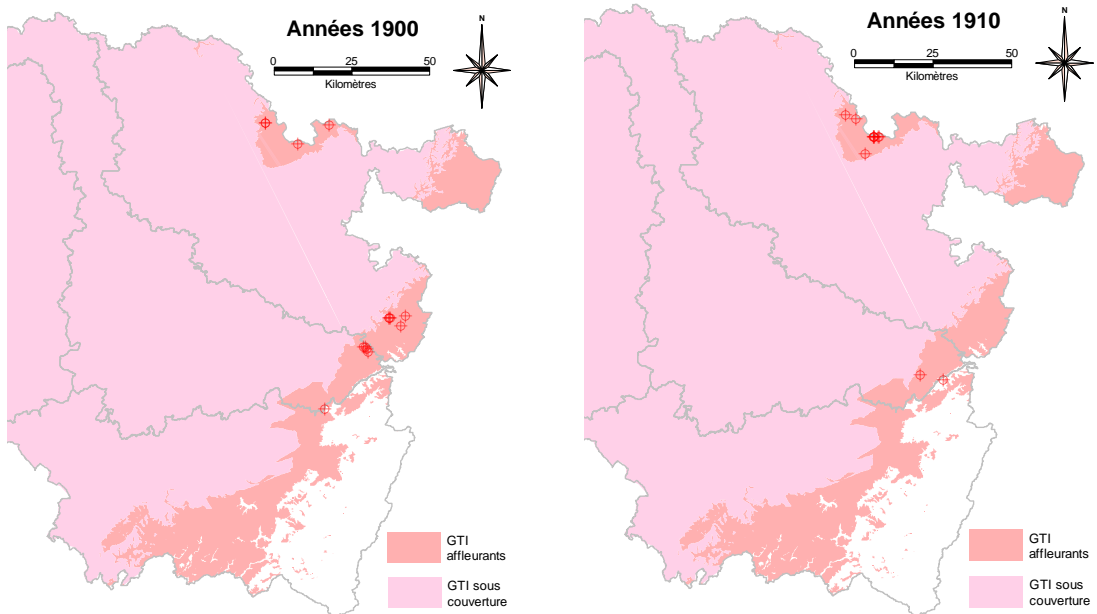 Années 1900
N
0 25 50
Kilomètres
GTI
affleurants
GTI sous
couverture
Années 1910
N
0 25 50
Kilomètres
GTI
affleurants
GTI sous
couverture